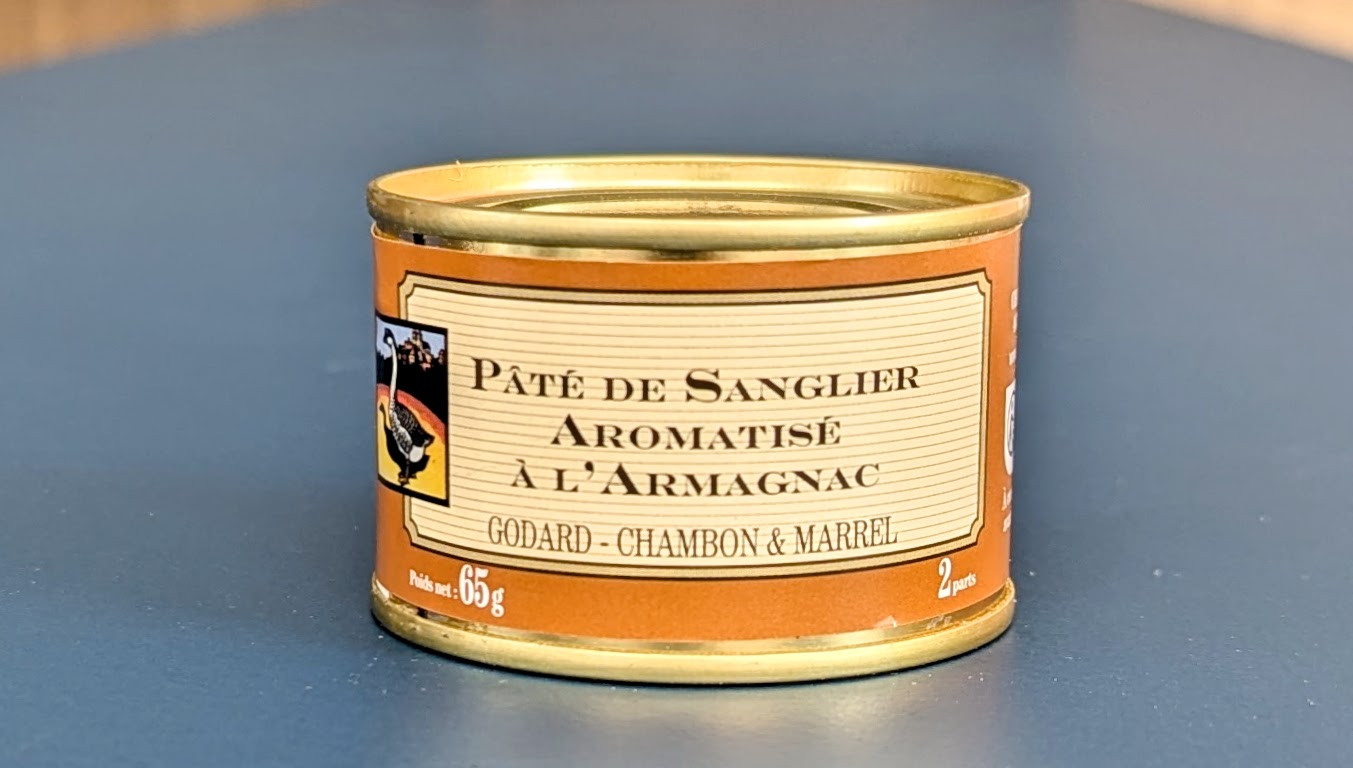 Pâté de Sanglier
Aromatisé
à l'Armagnac
GODARD - CHAMBON & MARREL
Poids net : 65g
2 parts